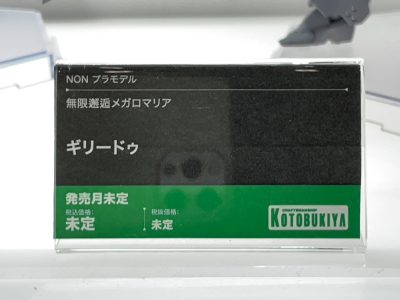 NON プラモデル
無限邂逅メガロマリア
ギリードゥ
発売月未定
税込価格:
未定
税抜価格:
未定
CRAFTSMANSHIP
KOTOBUKIYA